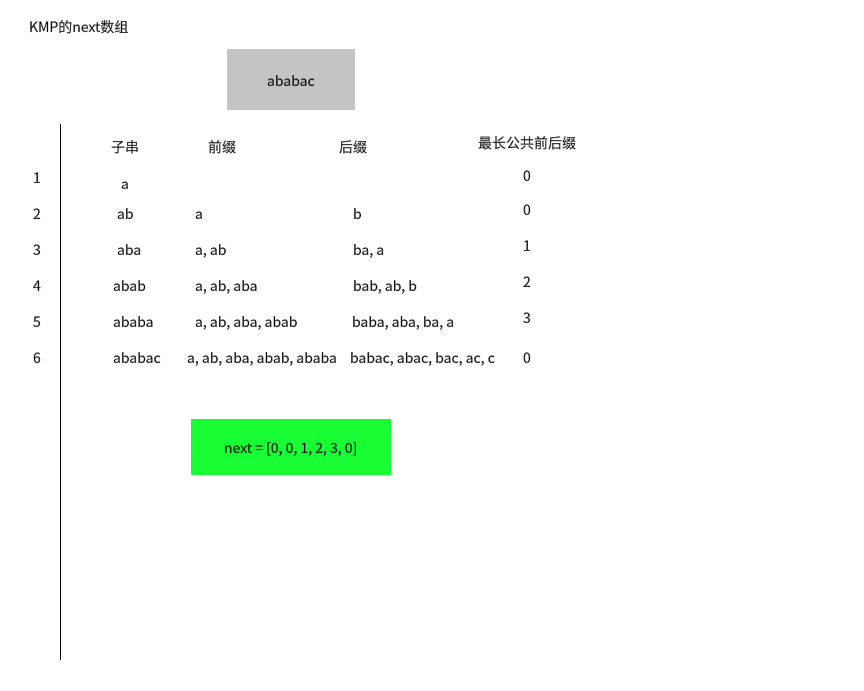 KMP的next数组
ababac
子串 前缀 后缀 最长公共前后缀
1 a 0
2 ab a b 0
3 aba a, ab ba, a 1
4 abab a, ab, aba bab, ab, b 2
5 ababa a, ab, aba, abab baba, aba, ba, a 3
6 ababac a, ab, aba, abab, ababa babac, abac, bac, ac, c 0
next = [0, 0, 1, 2, 3, 0]